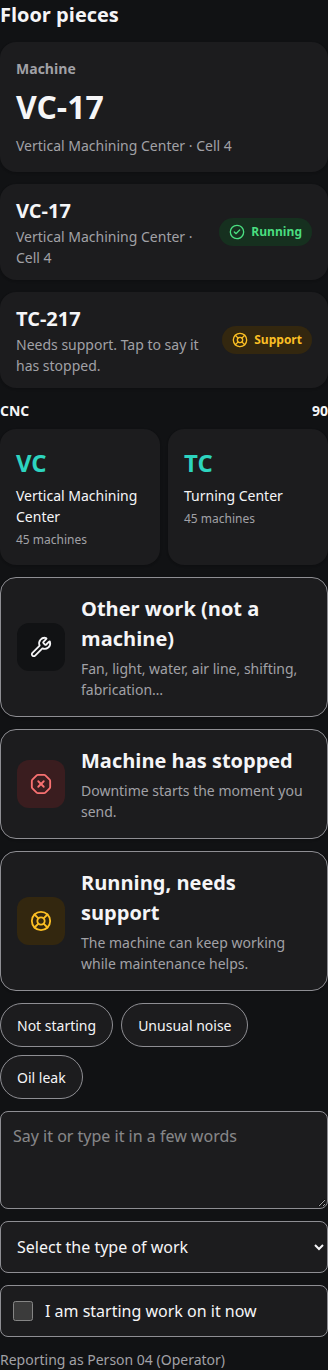 Floor pieces
Machine
VC-17
Vertical Machining Center · Cell 4
VC-17
Vertical Machining Center ·
Cell 4
Running
TC-217
Needs support. Tap to say it
has stopped.
Support
CNC
90
VC
Vertical Machining
Center
45 machines
TC
Turning Center
45 machines
Other work (not a
machine)
Fan, light, water, air line, shifting,
fabrication...
Machine has stopped
Downtime starts the moment you
send.
Running, needs
support
The machine can keep working
while maintenance helps.
Not starting
Unusual noise
Oil leak
Say it or type it in a few words
Select the type of work
I am starting work on it now
Reporting as Person 04 (Operator)